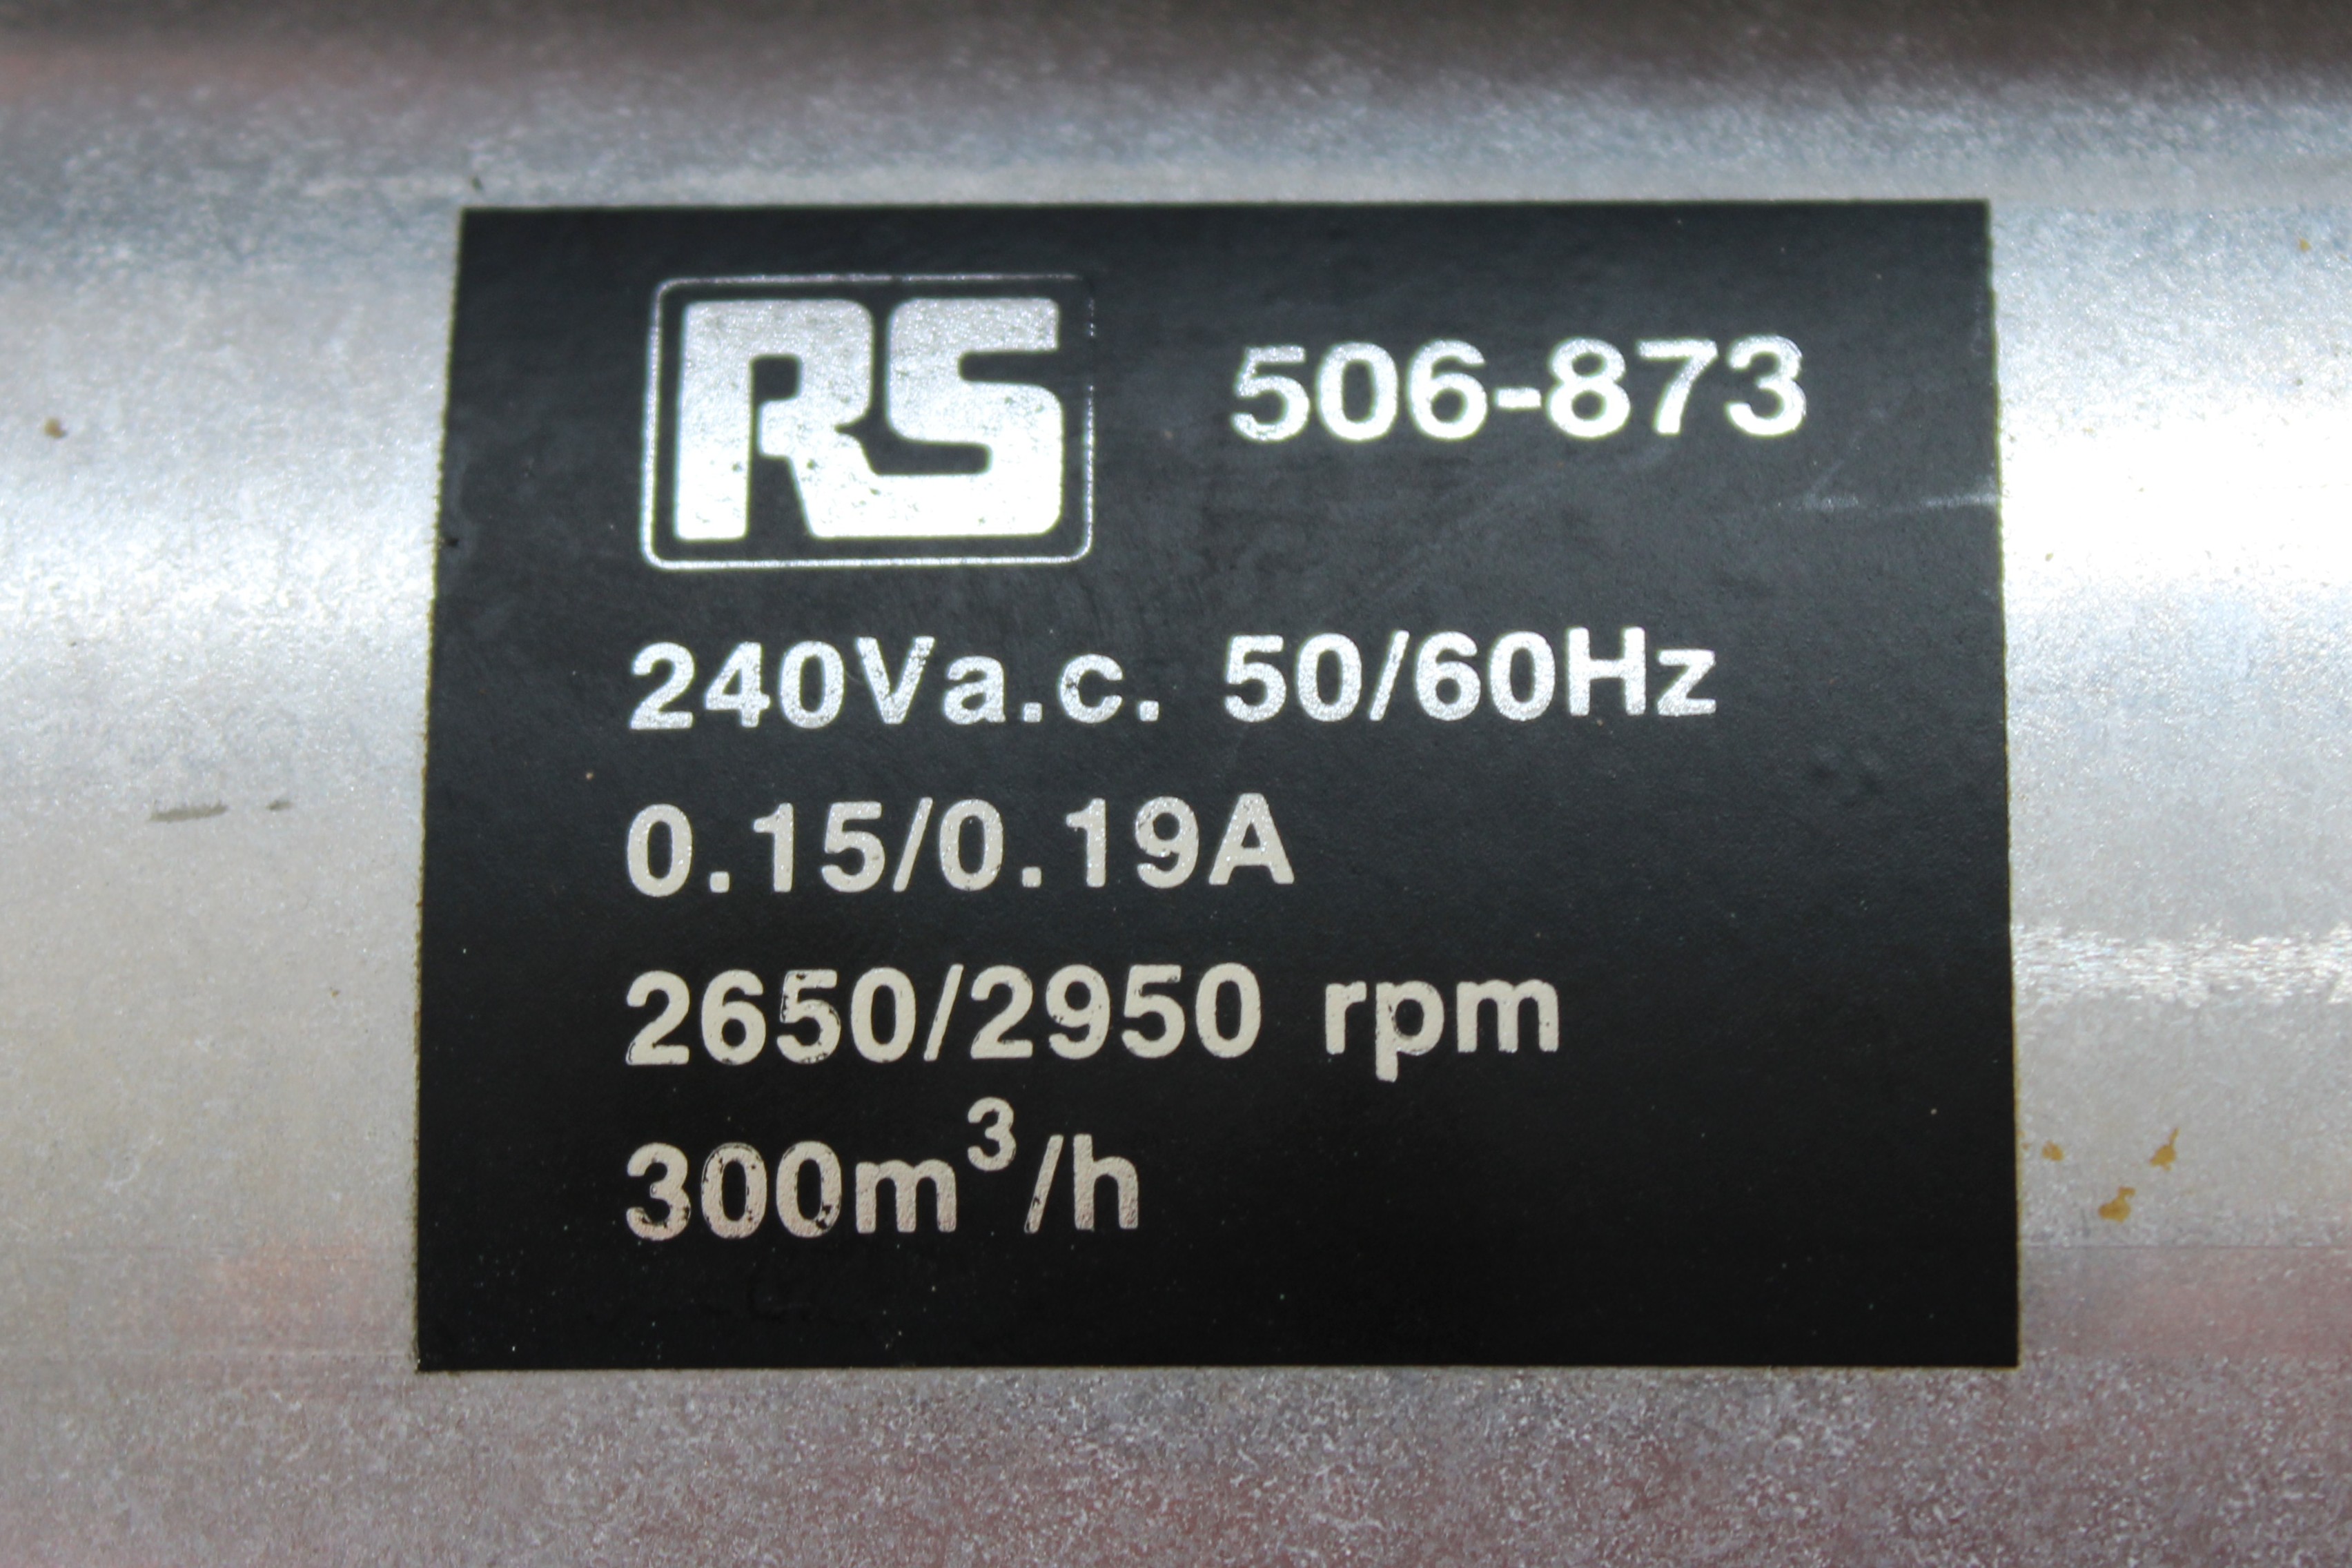 RS 506-873
240Va.c. 50/60Hz
0.15/0.19A
2650/2950 rpm
300m³/h